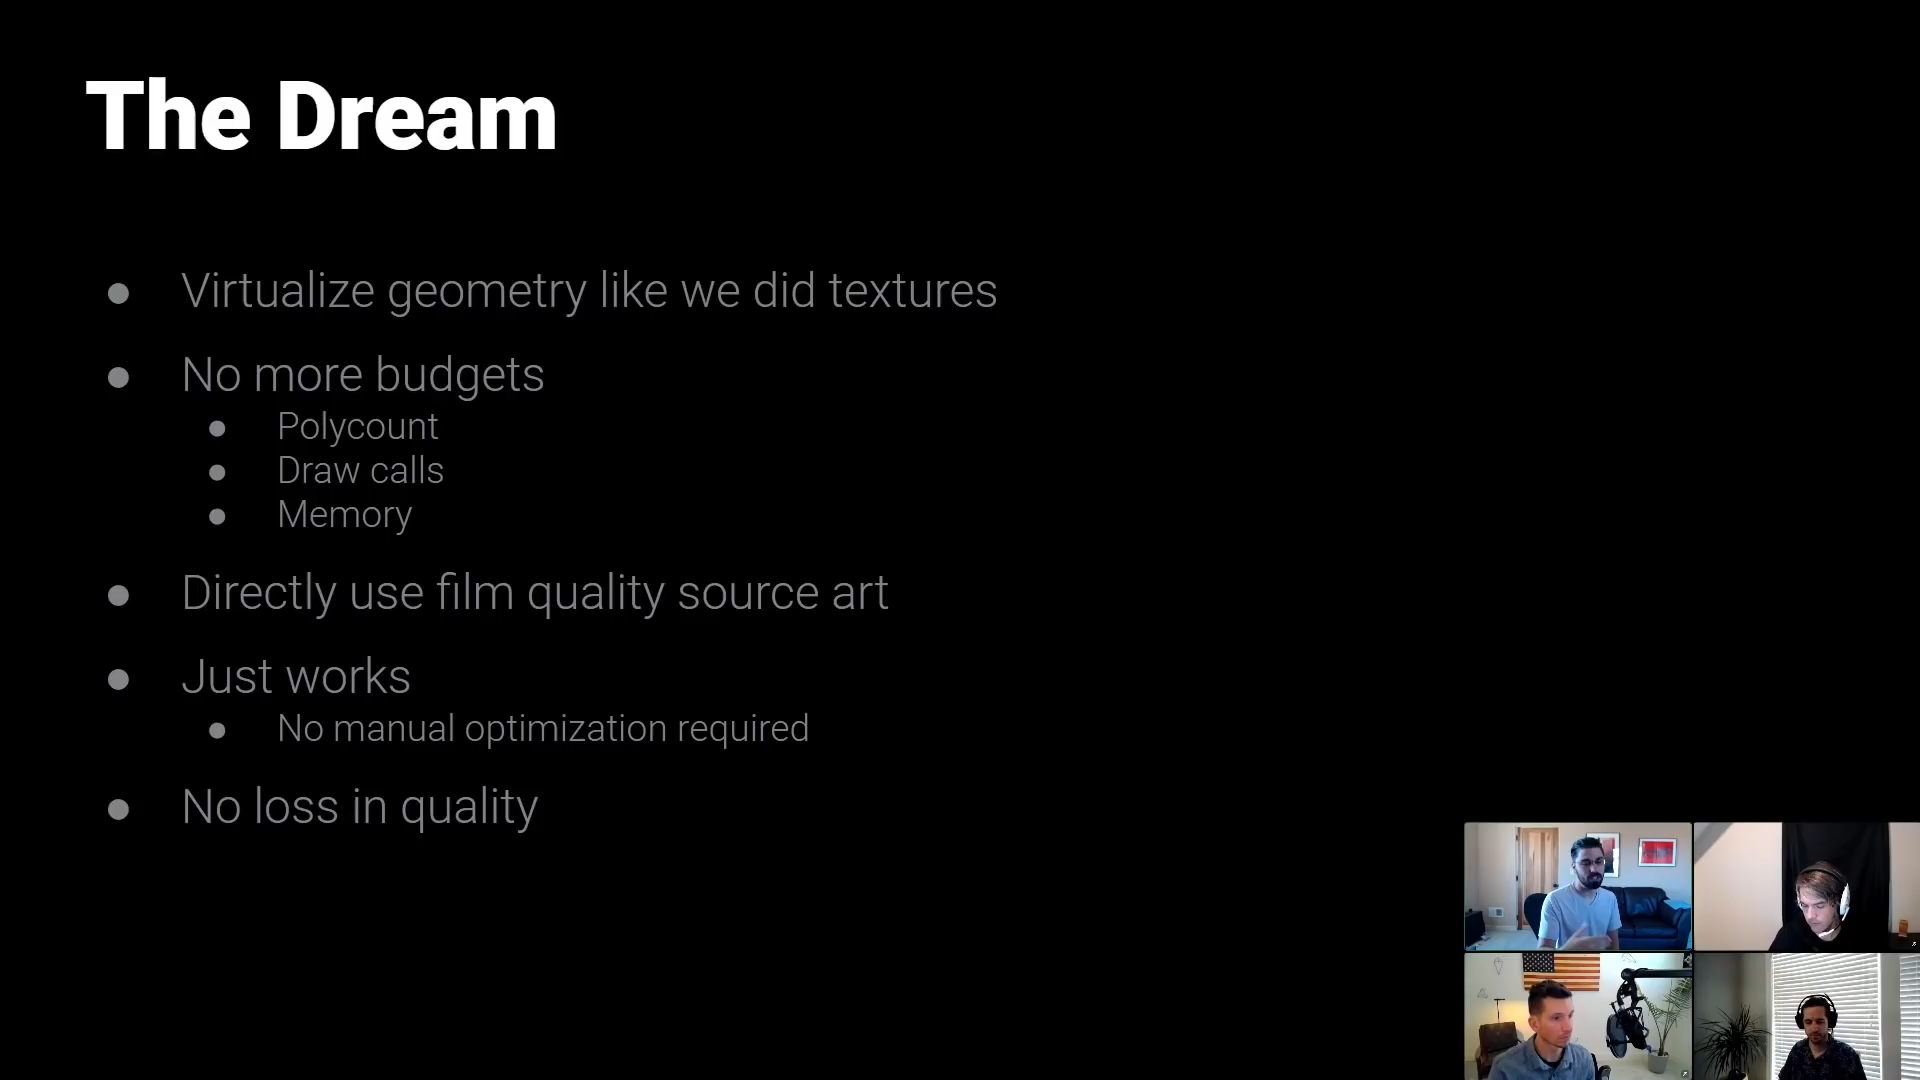 The Dream
Virtualize geometry like we did textures
No more budgets
Polycount
Draw calls
Memory
Directly use film quality source art
Just works
No manual optimization required
No loss in quality